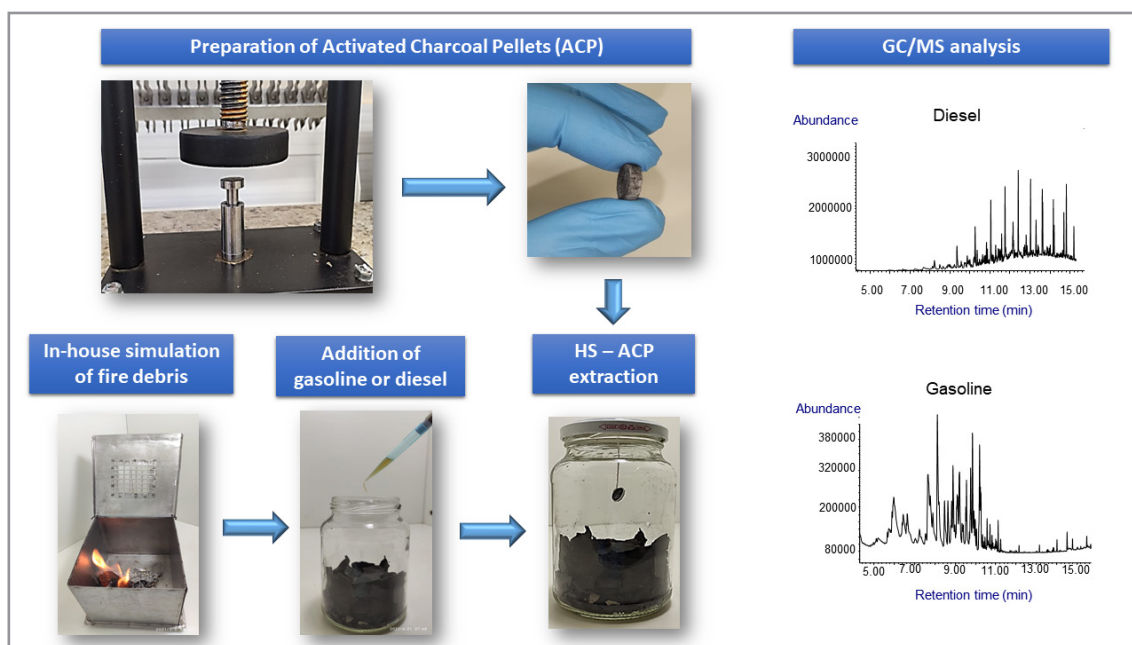 Preparation of Activated Charcoal Pellets (ACP)
GC/MS analysis
In-house simulation
of fire debris
Addition of
gasoline or diesel
HS – ACP
extraction
Diesel
Abundance
3000000
2000000
1000000
5.00 7.00 9.00 11.00 13.00 15.00
Retention time (min)
Gasoline
Abundance
380000
320000
200000
80000
5.00 7.00 9.00 11.00 13.00 15.00
Retention time (min)